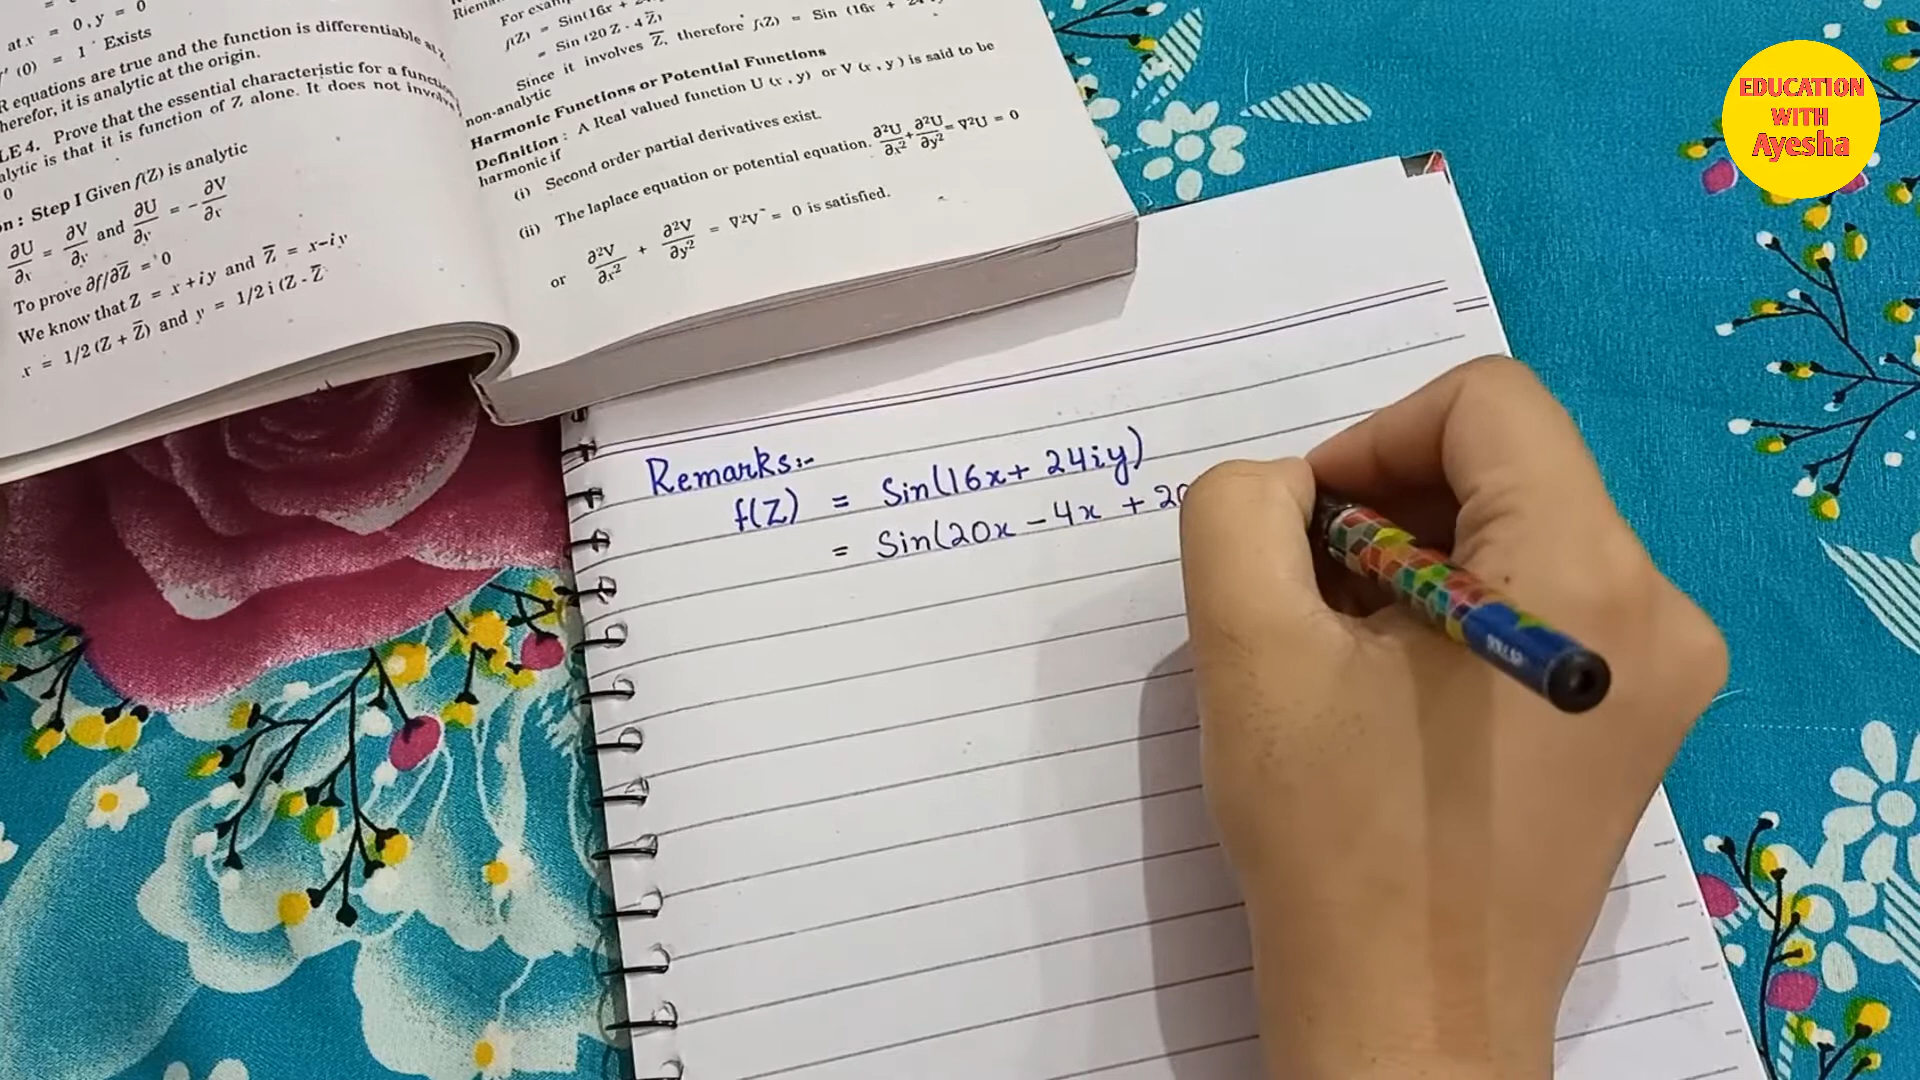 = 0, y = 0
at x
f' (0) = 1 Exists
R equations are true and the function is differentiable at z
herefor, it is analytic at the origin.
LE 4. Prove that the essential characteristic for a function
alytic is that it is function of Z alone. It does not involve
0
on : Step I Given f(Z) is analytic
∂U/∂x = ∂V/∂y and ∂U/∂y = - ∂V/∂x
To prove ∂f/∂Z̅ = 0
We know that Z = x+iy and Z̅ = x-iy
x = 1/2 (Z + Z̅) and y = 1/2 i (Z - Z̅
For exam
f(Z) = Sin(16x +
= Sin (20 Z - 4 Z̅)
Since it involves Z̅, therefore f(Z) = Sin (16x +
non-analytic
Harmonic Functions or Potential Functions
Definition : A Real valued function U (x , y) or V (x , y ) is said to be
harmonic if
(i) Second order partial derivatives exist.
(ii) The laplace equation or potential equation. ∂²U/∂x² + ∂²U/∂y² = ∇²U = 0
or ∂²V/∂x² + ∂²V/∂y² = ∇²V = 0 is satisfied.
Remarks:-
f(Z) = Sin(16x + 24iy)
= Sin(20x - 4x + 20
EDUCATION
WITH
Ayesha